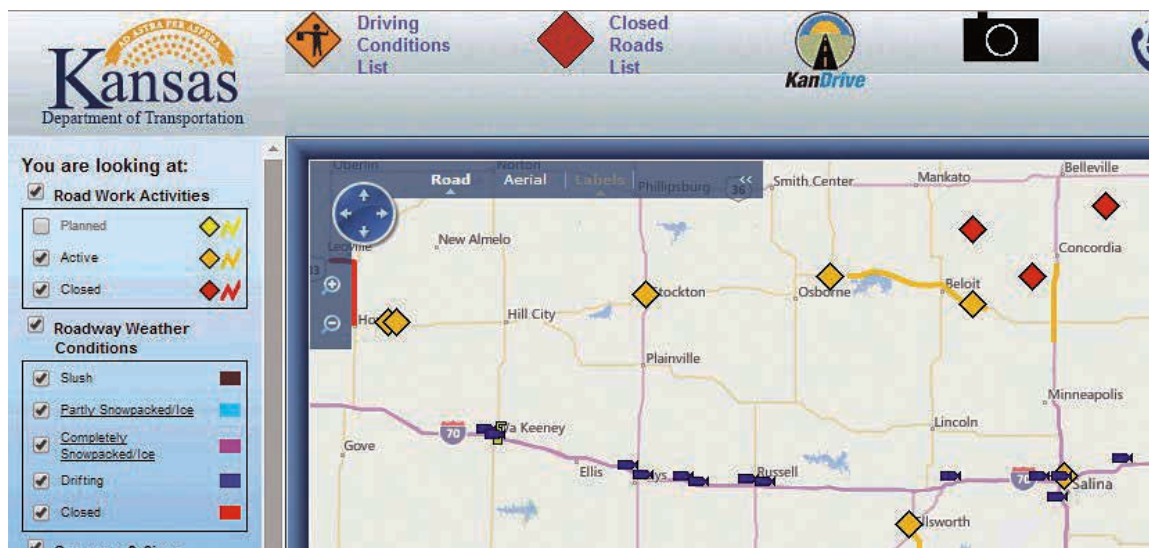 AD ASTRA PER ASPERA
Kansas
Department of Transportation
Driving
Conditions
List
Closed
Roads
List
KanDrive
You are looking at:
Road Work Activities
Planned
Active
Closed
Roadway Weather
Conditions
Slush
Partly Snowpacked/Ice
Completely
Snowpacked/Ice
Drifting
Closed
Road Aerial Labels <<
Oberlin
Norton
Phillipsburg
36
Smith Center
Mankato
Belleville
New Almelo
Concordia
Stockton
Osborne
Beloit
Hill City
Plainville
Minneapolis
70
Gove
Ellis
Russell
Lincoln
70
Salina